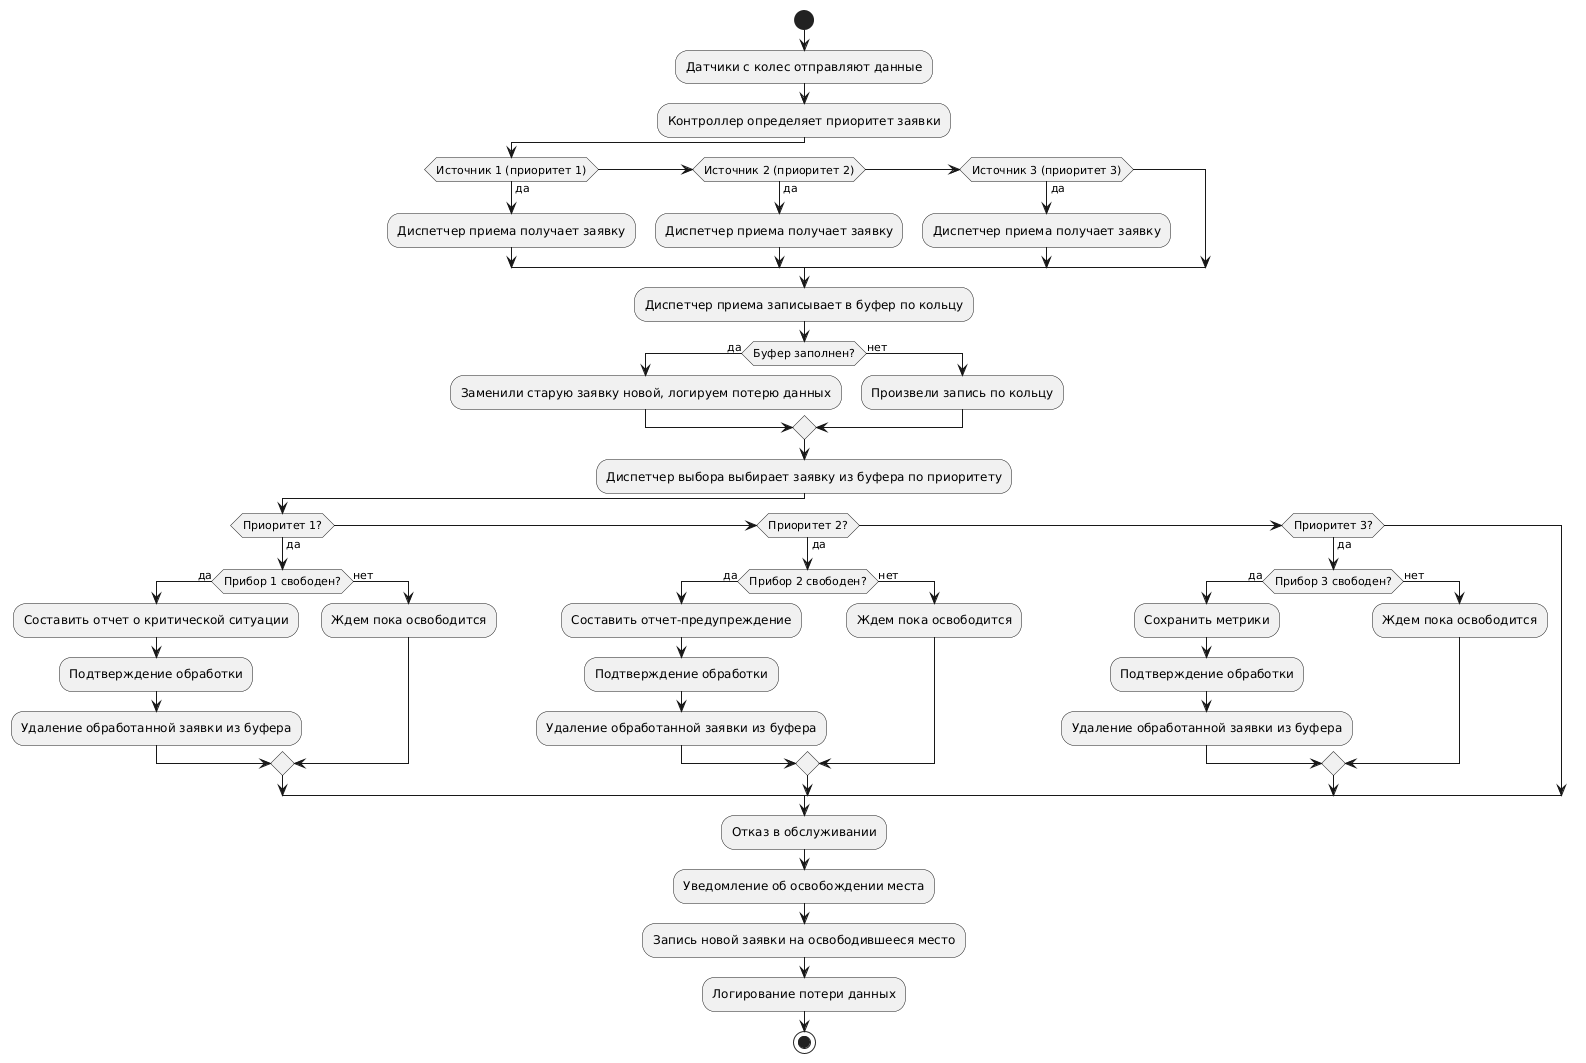 Датчики с колес отправляют данные
Контроллер определяет приоритет заявки
Источник 1 (приоритет 1)
Источник 2 (приоритет 2)
Источник 3 (приоритет 3)
да
да
да
Диспетчер приема получает заявку
Диспетчер приема получает заявку
Диспетчер приема получает заявку
Диспетчер приема записывает в буфер по кольцу
да
Буфер заполнен?
нет
Заменили старую заявку новой, логируем потерю данных
Произвели запись по кольцу
Диспетчер выбора выбирает заявку из буфера по приоритету
Приоритет 1?
Приоритет 2?
Приоритет 3?
да
да
да
да
Прибор 1 свободен?
нет
да
Прибор 2 свободен?
нет
да
Прибор 3 свободен?
нет
Составить отчет о критической ситуации
Ждем пока освободится
Составить отчет-предупреждение
Ждем пока освободится
Сохранить метрики
Ждем пока освободится
Подтверждение обработки
Подтверждение обработки
Подтверждение обработки
Удаление обработанной заявки из буфера
Удаление обработанной заявки из буфера
Удаление обработанной заявки из буфера
Отказ в обслуживании
Уведомление об освобождении места
Запись новой заявки на освободившееся место
Логирование потери данных